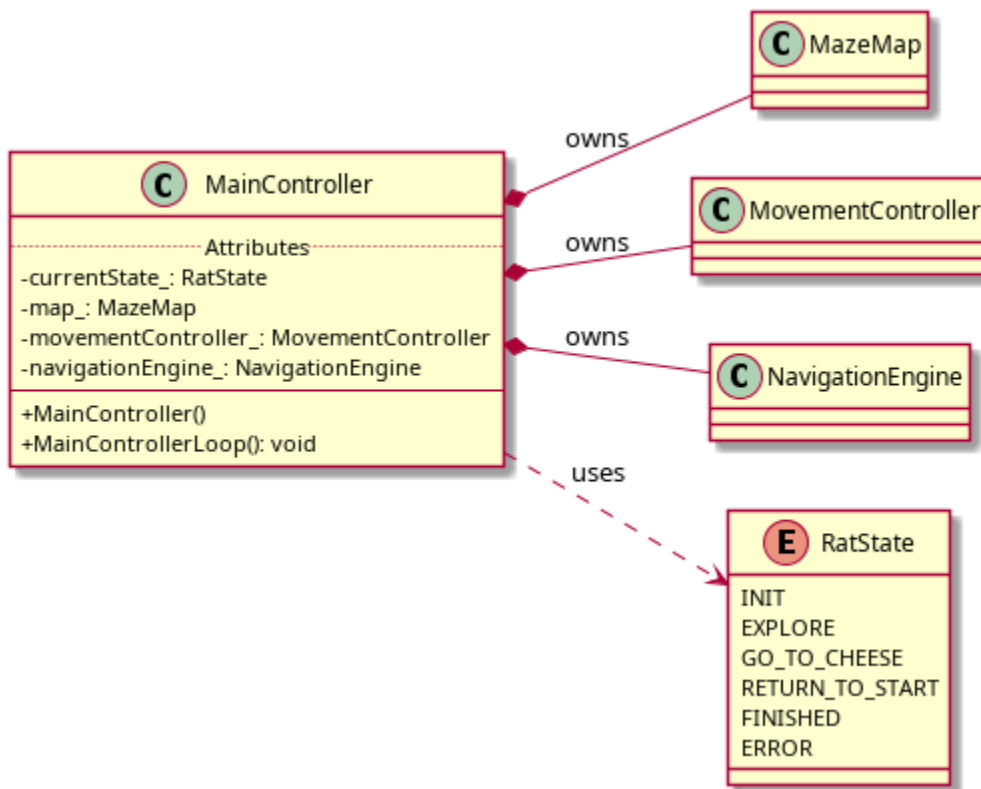 C MazeMap
owns
C MainController
Attributes
-currentState_: RatState
-map_: MazeMap
-movementController_: MovementController
-navigationEngine_: NavigationEngine
+MainController()
+MainControllerLoop(): void
C MovementController
owns
C NavigationEngine
owns
uses
E RatState
INIT
EXPLORE
GO_TO_CHEESE
RETURN_TO_START
FINISHED
ERROR